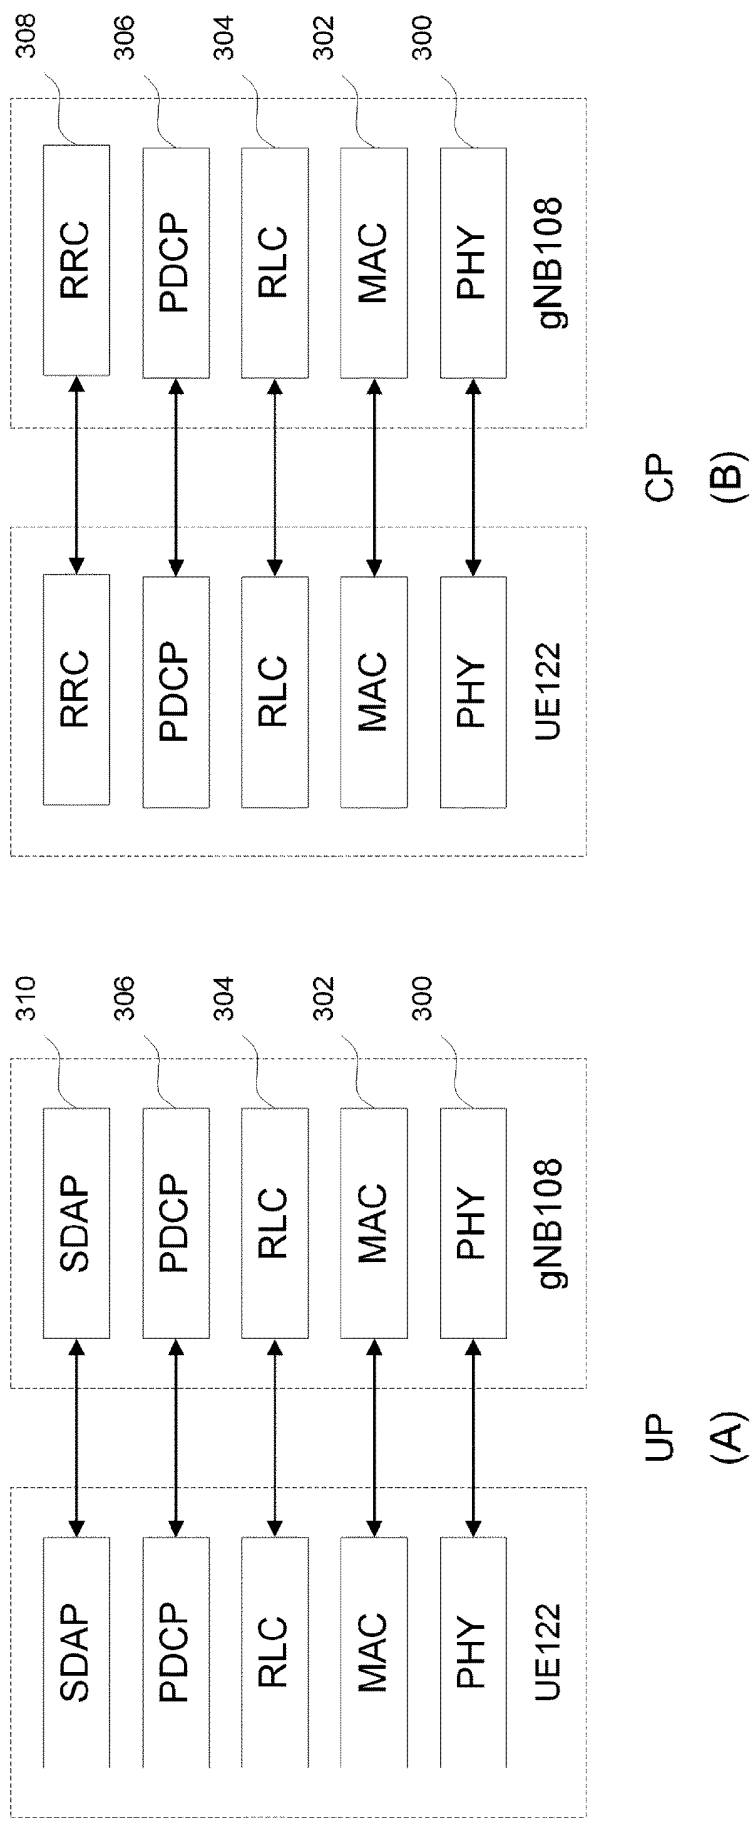 SDAP
SDAP
310
PDCP
PDCP
306
RLC
RLC
304
MAC
MAC
302
PHY
PHY
300
UE122
gNB108
UP
(A)
RRC
RRC
308
PDCP
PDCP
306
RLC
RLC
304
MAC
MAC
302
PHY
PHY
300
UE122
gNB108
CP
(B)